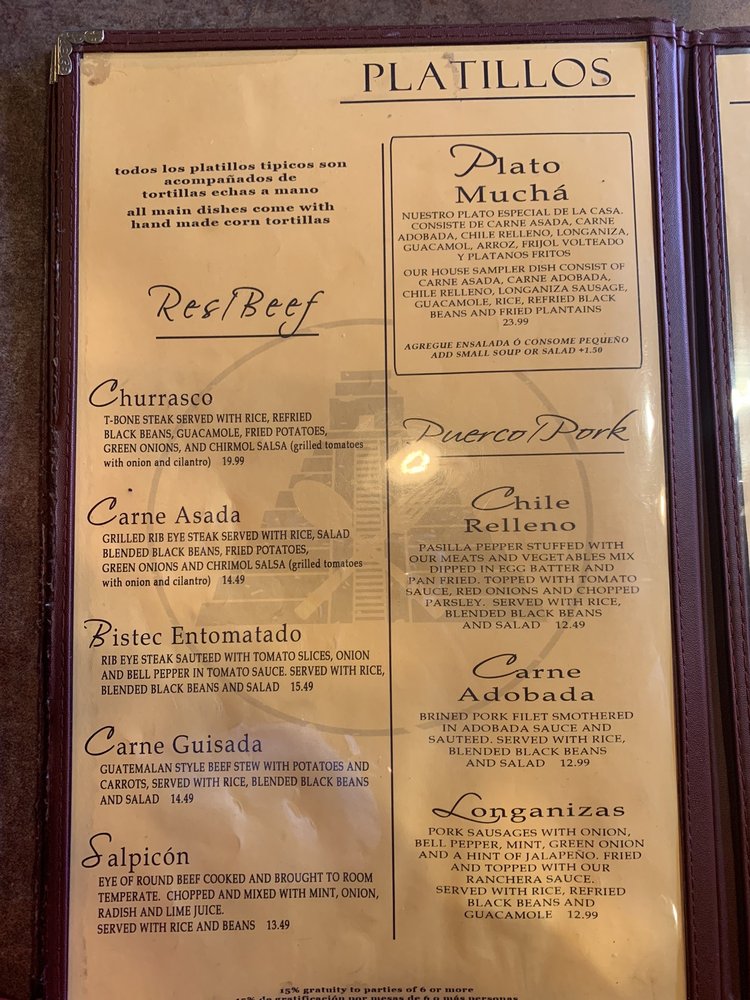 PLATILLOS
todos los platillos tipicos son
acompañados de
tortillas echas a mano
all main dishes come with
hand made corn tortillas
Res/Beef
Churrasco
T-BONE STEAK SERVED WITH RICE, REFRIED
BLACK BEANS, GUACAMOLE, FRIED POTATOES,
GREEN ONIONS, AND CHIRMOL SALSA (grilled tomatoes
with onion and cilantro) 19.99
Carne Asada
GRILLED RIB EYE STEAK SERVED WITH RICE, SALAD
BLENDED BLACK BEANS, FRIED POTATOES,
GREEN ONIONS AND CHRIMOL SALSA (grilled tomatoes
with onion and cilantro) 14.49
Bistec Entomatado
RIB EYE STEAK SAUTEED WITH TOMATO SLICES, ONION
AND BELL PEPPER IN TOMATO SAUCE. SERVED WITH RICE,
BLENDED BLACK BEANS AND SALAD 15.49
Carne Guisada
GUATEMALAN STYLE BEEF STEW WITH POTATOES AND
CARROTS, SERVED WITH RICE, BLENDED BLACK BEANS
AND SALAD 14.49
Salpicón
EYE OF ROUND BEEF COOKED AND BROUGHT TO ROOM
TEMPERATE. CHOPPED AND MIXED WITH MINT, ONION,
RADISH AND LIME JUICE.
SERVED WITH RICE AND BEANS 13.49
Plato
Muchá
NUESTRO PLATO ESPECIAL DE LA CASA.
CONSISTE DE CARNE ASADA, CARNE
ADOBADA, CHILE RELLENO, LONGANIZA,
GUACAMOL, ARROZ, FRIJOL VOLTEADO
Y PLATANOS FRITOS
OUR HOUSE SAMPLER DISH CONSIST OF
CARNE ASADA, CARNE ADOBADA,
CHILE RELLENO, LONGANIZA SAUSAGE,
GUACAMOLE, RICE, REFRIED BLACK
BEANS AND FRIED PLANTAINS
23.99
AGREGUE ENSALADA Ó CONSOME PEQUEÑO
ADD SMALL SOUP OR SALAD +1.50
Puerco/Pork
Chile
Relleno
PASILLA PEPPER STUFFED WITH
OUR MEATS AND VEGETABLES MIX
DIPPED IN EGG BATTER AND
PAN FRIED. TOPPED WITH TOMATO
SAUCE, RED ONIONS AND CHOPPED
PARSLEY. SERVED WITH RICE,
BLENDED BLACK BEANS
AND SALAD 12.49
Carne
Adobada
BRINED PORK FILET SMOTHERED
IN ADOBADA SAUCE AND
SAUTEED. SERVED WITH RICE,
BLENDED BLACK BEANS
AND SALAD 12.99
Longanizas
PORK SAUSAGES WITH ONION,
BELL PEPPER, MINT, GREEN ONION
AND A HINT OF JALAPEÑO. FRIED
AND TOPPED WITH OUR
RANCHERA SAUCE.
SERVED WITH RICE, REFRIED
BLACK BEANS AND
GUACAMOLE 12.99
15% gratuity to parties of 6 or more
15% de gratificación por mesas de 6 o más personas